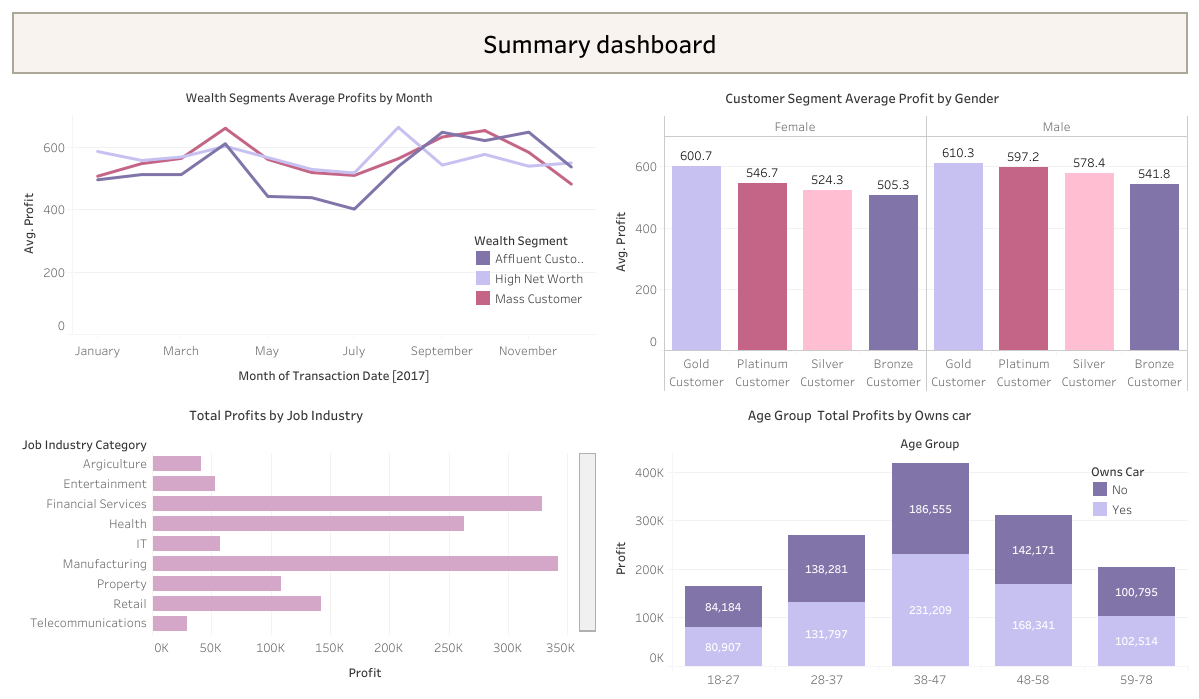 Summary dashboard
Wealth Segments Average Profits by Month
Avg. Profit
600
400
200
0
Wealth Segment
Affluent Custo..
High Net Worth
Mass Customer
January March May July September November
Month of Transaction Date [2017]
Customer Segment Average Profit by Gender
Female Male
Avg. Profit
600
400
200
0
600.7 546.7 524.3 505.3 610.3 597.2 578.4 541.8
Gold Platinum Silver Bronze Gold Platinum Silver Bronze
Customer Customer Customer Customer Customer Customer Customer Customer
Total Profits by Job Industry
Job Industry Category
Argiculture
Entertainment
Financial Services
Health
IT
Manufacturing
Property
Retail
Telecommunications
0K 50K 100K 150K 200K 250K 300K 350K
Profit
Age Group  Total Profits by Owns car
Age Group
Owns Car
No
Yes
Profit
400K
300K
200K
100K
0K
84,184 138,281 186,555 142,171 100,795
80,907 131,797 231,209 168,341 102,514
18-27 28-37 38-47 48-58 59-78